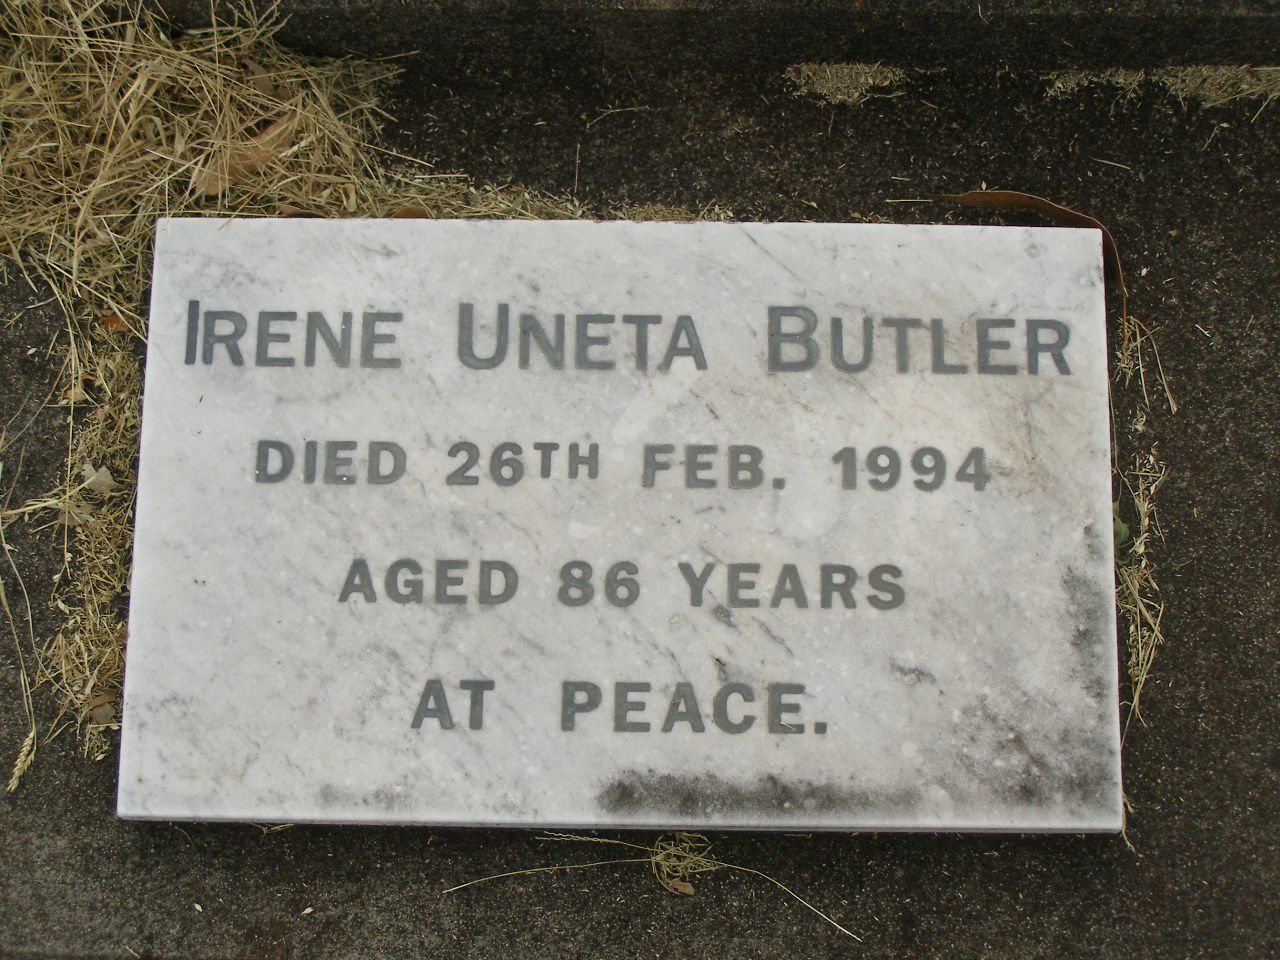 IRENE UNETA BUTLER
DIED 26TH FEB. 1994
AGED 86 YEARS
AT PEACE.